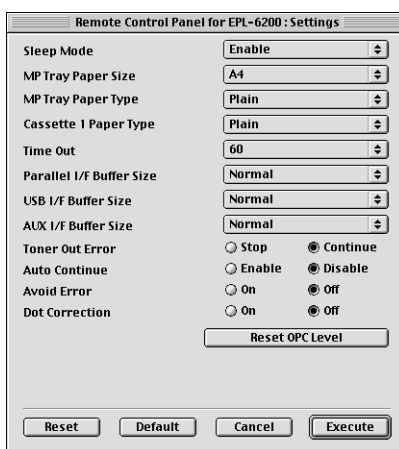 Remote Control Panel for EPL-6200 : Settings
Sleep Mode Enable
MP Tray Paper Size A4
MP Tray Paper Type Plain
Cassette 1 Paper Type Plain
Time Out 60
Parallel I/F Buffer Size Normal
USB I/F Buffer Size Normal
AUX I/F Buffer Size Normal
Toner Out Error Stop Continue
Auto Continue Enable Disable
Avoid Error On Off
Dot Correction On Off
Reset OPC Level
Reset Default Cancel Execute